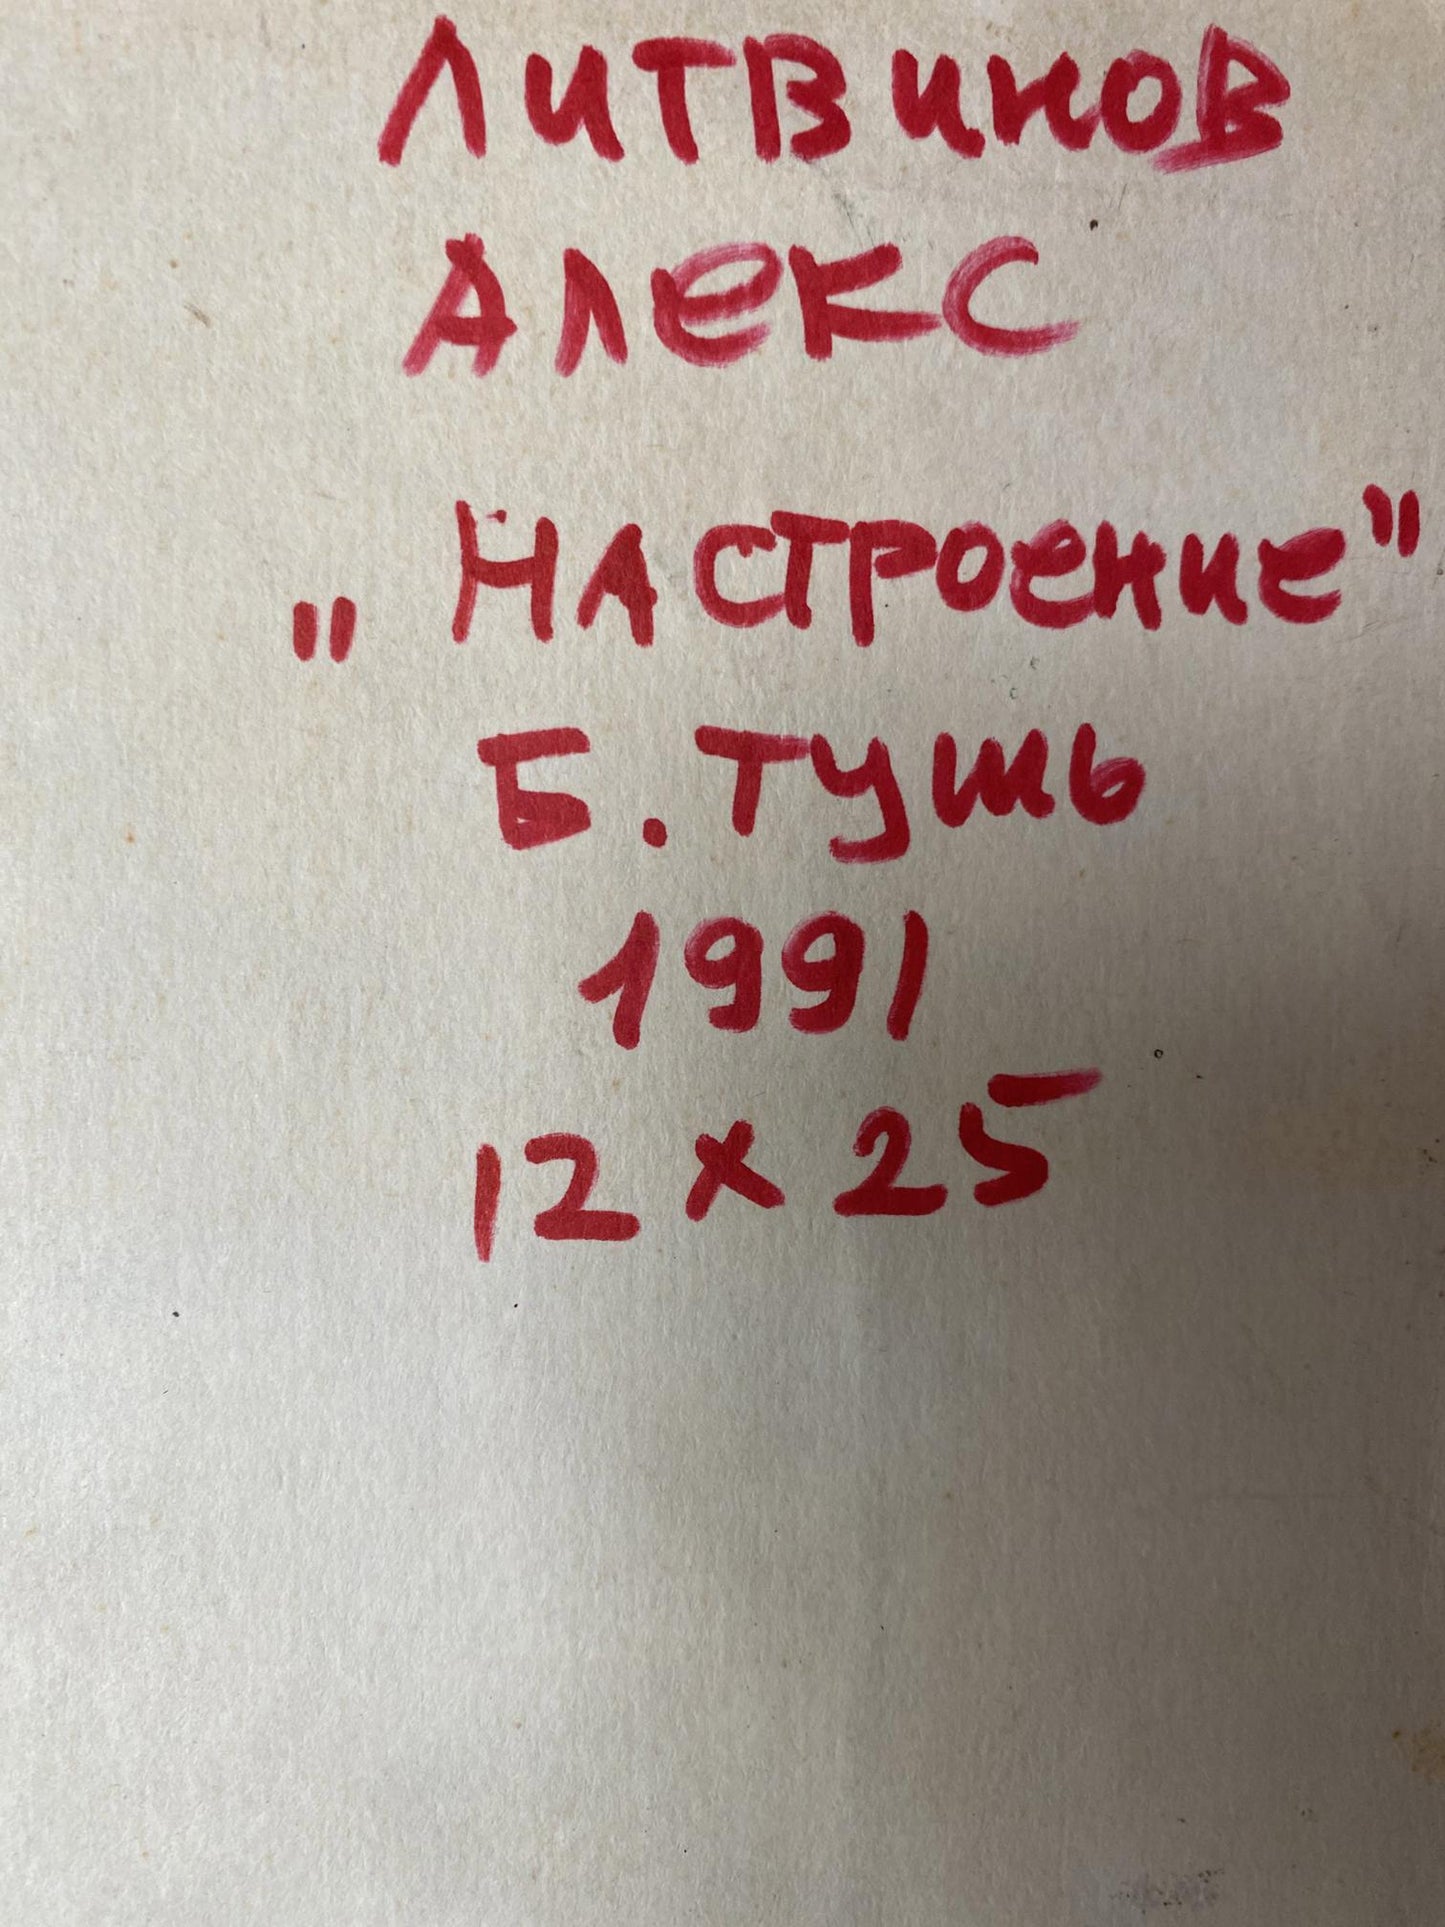 ЛИТВИНОВ
АЛЕКС
„НАСТРОЕНИЕ"
Б. ТУШЬ
1991
12 x 25